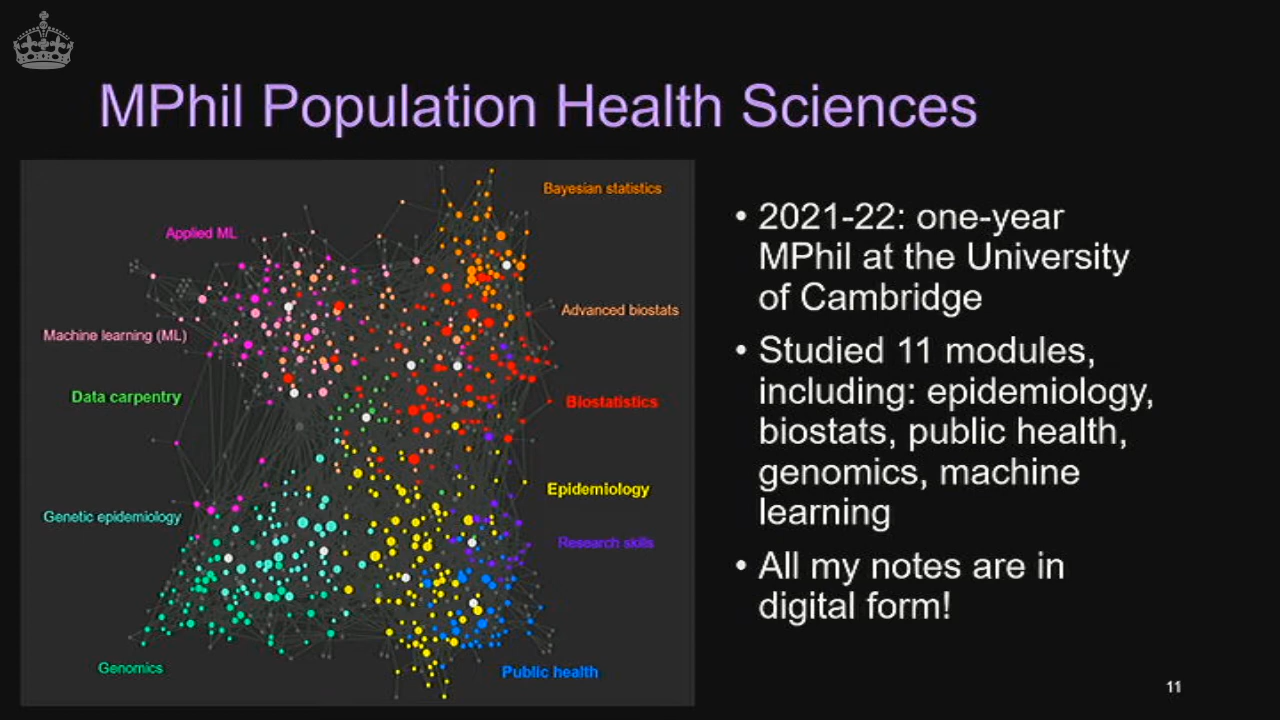 MPhil Population Health Sciences
Bayesian statistics
Applied ML
Advanced biostats
Machine learning (ML)
Data carpentry
Biostatistics
Epidemiology
Genetic epidemiology
Research skills
Genomics
Public health
• 2021-22: one-year
MPhil at the University
of Cambridge
• Studied 11 modules,
including: epidemiology,
biostats, public health,
genomics, machine
learning
• All my notes are in
digital form!
11